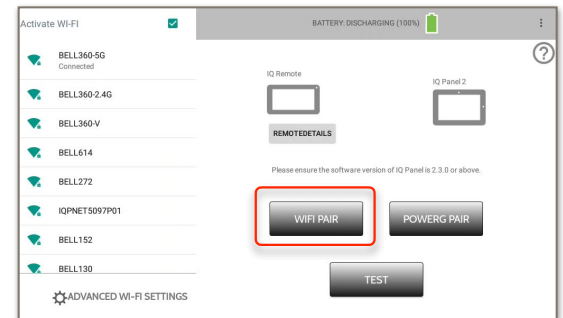 Activate WI-FI
BELL360-5G
Connected
BELL360-2.4G
BELL360-V
BELL614
BELL272
IQPNET5097P01
BELL152
BELL130
ADVANCED WI-FI SETTINGS
BATTERY: DISCHARGING (100%)
?
IQ Remote
IQ Panel 2
REMOTEDETAILS
Please ensure the software version of IQ Panel is 2.3.0 or above.
WIFI PAIR
POWERG PAIR
TEST